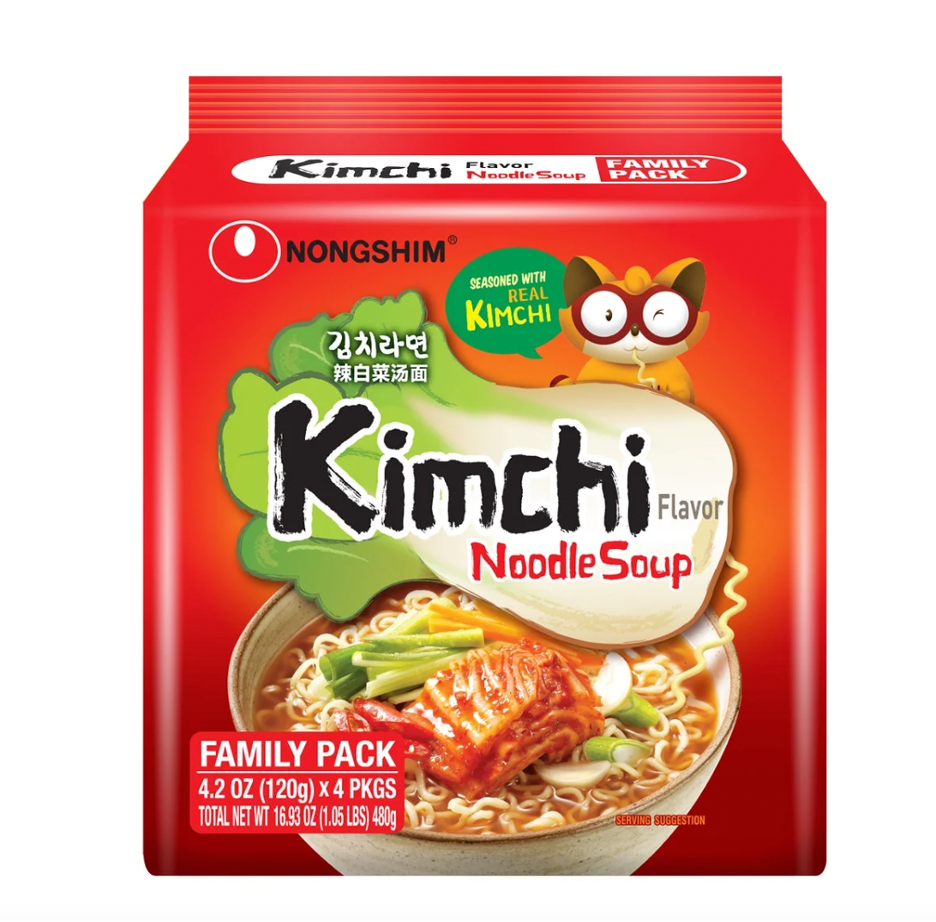 Kimchi Flavor Noodle Soup FAMILY PACK
NONGSHIM®
SEASONED WITH
REAL
KIMCHI
김치라면
辣白菜汤面
Kimchi Flavor
Noodle Soup
FAMILY PACK
4.2 OZ (120g) x 4 PKGS
TOTAL NET WT 16.93 OZ (1.05 LBS) 480g
SERVING SUGGESTION